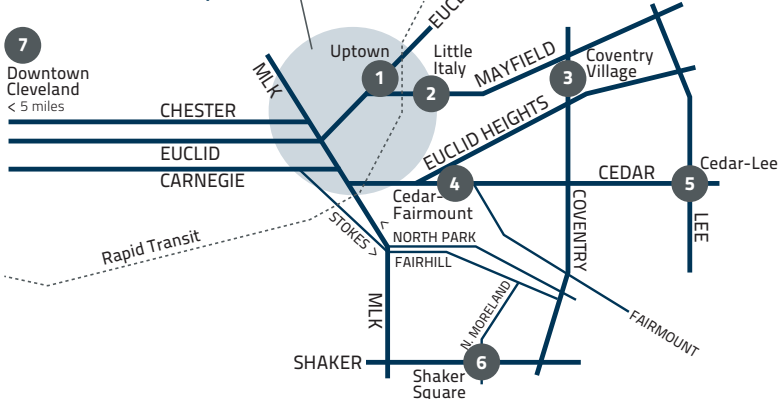 EUCL
7
Downtown
Cleveland
< 5 miles
Uptown
1
Little
Italy
2
MAYFIELD
3
Coventry
Village
MLK
CHESTER
EUCLID
CARNEGIE
EUCLID HEIGHTS
CEDAR
Cedar-Lee
5
4
Cedar-
Fairmount
LEE
COVENTRY
STOKES >
<
NORTH PARK
FAIRHILL
Rapid Transit
MLK
N. MORELAND
FAIRMOUNT
SHAKER
6
Shaker
Square